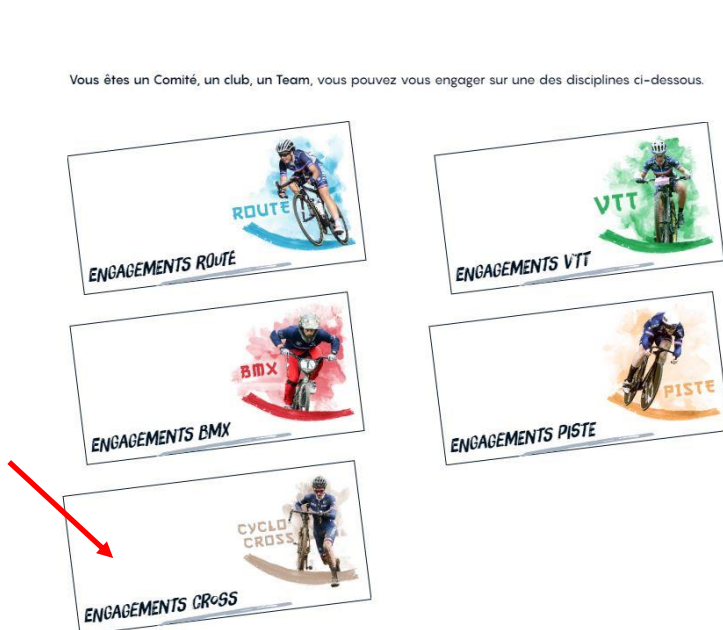 Vous êtes un Comité, un club, un Team, vous pouvez vous engager sur une des disciplines ci-dessous.
ROUTE
ENGAGEMENTS ROUTE
VTT
ENGAGEMENTS VTT
BMX
ENGAGEMENTS BMX
PISTE
ENGAGEMENTS PISTE
CYCLO
CROSS
ENGAGEMENTS CROSS